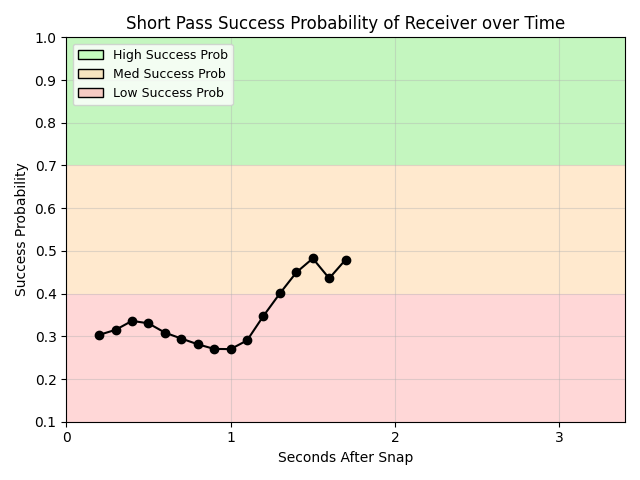 Short Pass Success Probability of Receiver over Time
High Success Prob
Med Success Prob
Low Success Prob
Success Probability
1.0
0.9
0.8
0.7
0.6
0.5
0.4
0.3
0.2
0.1
0 1 2 3
Seconds After Snap